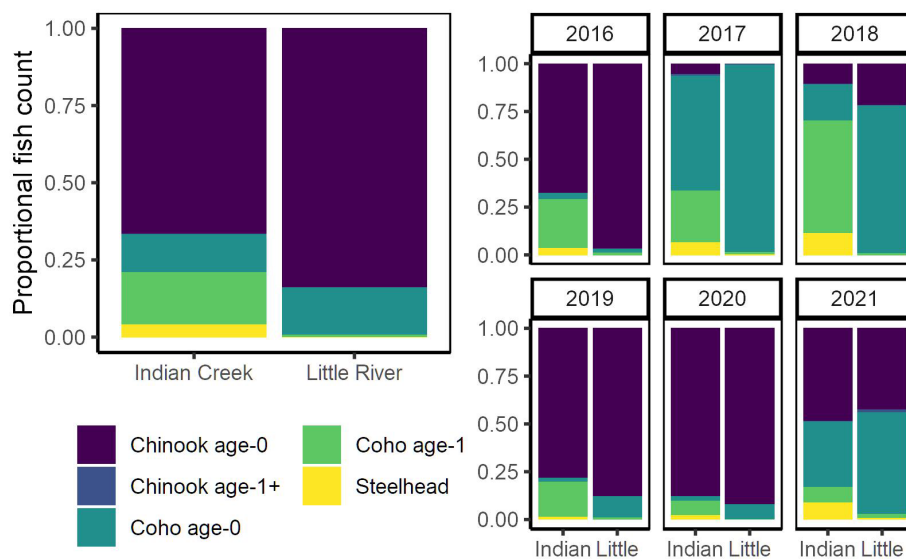 Proportional fish count
1.00
0.75
0.50
0.25
0.00
Indian Creek Little River
Chinook age-0
Chinook age-1+
Coho age-0
Coho age-1
Steelhead
2016 2017 2018
1.00
0.75
0.50
0.25
0.00
2019 2020 2021
1.00
0.75
0.50
0.25
0.00
Indian Little Indian Little Indian Little